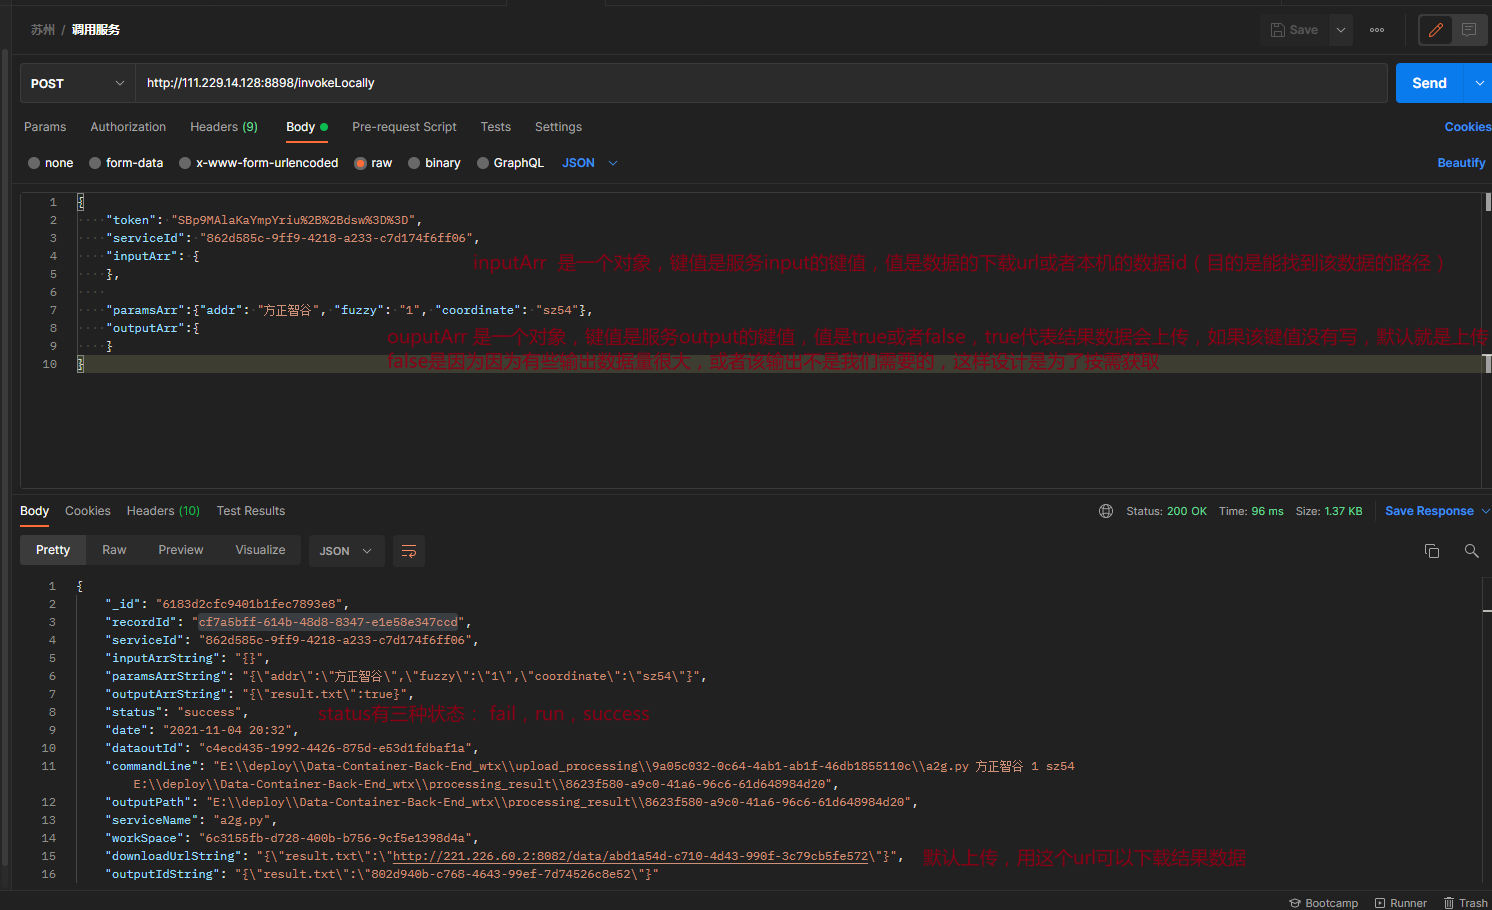 苏州 / 调用服务
Save
POST
http://111.229.14.128:8898/invokeLocally
Send
Params Authorization Headers (9) Body Pre-request Script Tests Settings Cookies
none form-data x-www-form-urlencoded raw binary GraphQL JSON Beautify
1 {
2 "token": "SBp9MAlaKaYmpYriu%2B%2Bdsw%3D%3D",
3 "serviceId": "862d585c-9ff9-4218-a233-c7d174f6ff06",
4 "inputArr": {
inputArr 是一个对象，键值是服务input的键值，值是数据的下载url或者本机的数据id（目的是能找到该数据的路径）
5 },
6
7 "paramsArr":{"addr": "方正智谷", "fuzzy": "1", "coordinate": "sz54"},
8 "outputArr":{
ouputArr 是一个对象，键值是服务output的键值，值是true或者false，true代表结果数据会上传，如果该键值没有写，默认就是上传
9 }
10 }
false是因为因为有些输出数据量很大，或者该输出不是我们需要的，这样设计是为了按需获取
Body Cookies Headers (10) Test Results Status: 200 OK Time: 96 ms Size: 1.37 KB Save Response
Pretty Raw Preview Visualize JSON
1 {
2 "_id": "6183d2cfc9401b1fec7893e8",
3 "recordId": "cf7a5bff-614b-48d8-8347-e1e58e347ccd",
4 "serviceId": "862d585c-9ff9-4218-a233-c7d174f6ff06",
5 "inputArrString": "{}",
6 "paramsArrString": "{\"addr\":\"方正智谷\",\"fuzzy\":\"1\",\"coordinate\":\"sz54\"}",
7 "outputArrString": "{\"result.txt\":true}",
8 "status": "success",
status有三种状态： fail，run，success
9 "date": "2021-11-04 20:32",
10 "dataoutId": "c4ecd435-1992-4426-875d-e53d1fdbaf1a",
11 "commandLine": "E:\\deploy\\Data-Container-Back-End_wtx\\upload_processing\\9a05c032-0c64-4ab1-ab1f-46db1855110c\\a2g.py 方正智谷 1 sz54
E:\\deploy\\Data-Container-Back-End_wtx\\processing_result\\8623f580-a9c0-41a6-96c6-61d648984d20",
12 "outputPath": "E:\\deploy\\Data-Container-Back-End_wtx\\processing_result\\8623f580-a9c0-41a6-96c6-61d648984d20",
13 "serviceName": "a2g.py",
14 "workSpace": "6c3155fb-d728-400b-b756-9cf5e1398d4a",
15 "downloadUrlString": "{\"result.txt\":\"http://221.226.60.2:8082/data/abd1a54d-c710-4d43-990f-3c79cb5fe572\"}", 默认上传，用这个url可以下载结果数据
16 "outputIdString": "{\"result.txt\":\"802d940b-c768-4643-99ef-7d74526c8e52\"}"
Bootcamp Runner Trash